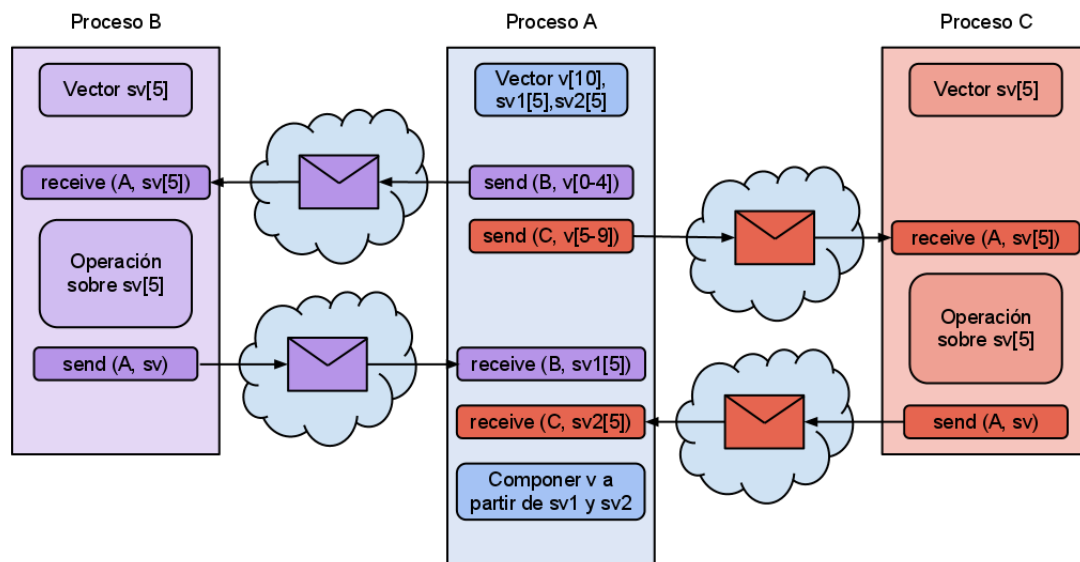 Proceso B
Vector sv[5]
receive (A, sv[5])
Operación
sobre sv[5]
send (A, sv)
Proceso A
Vector v[10],
sv1[5],sv2[5]
send (B, v[0-4])
send (C, v[5-9])
receive (B, sv1[5])
receive (C, sv2[5])
Componer v a
partir de sv1 y sv2
Proceso C
Vector sv[5]
receive (A, sv[5])
Operación
sobre sv[5]
send (A, sv)